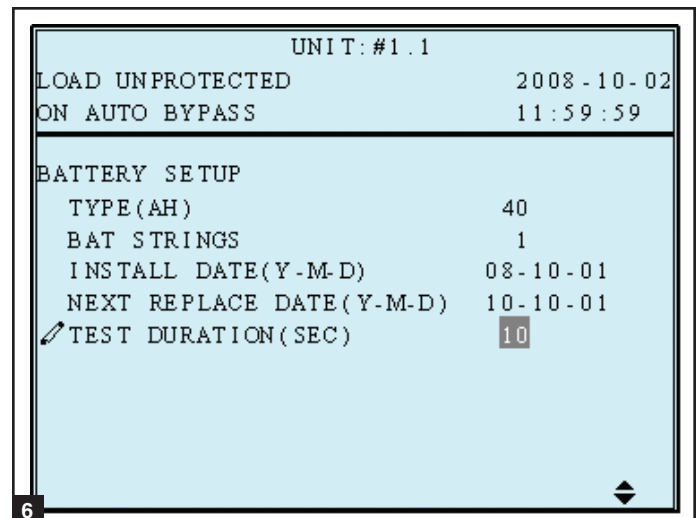 UNIT:#1.1
LOAD UNPROTECTED 2008-10-02
ON AUTO BYPASS 11:59:59
BATTERY SETUP
TYPE(AH) 40
BAT STRINGS 1
INSTALL DATE(Y-M-D) 08-10-01
NEXT REPLACE DATE(Y-M-D) 10-10-01
TEST DURATION(SEC) 10
6